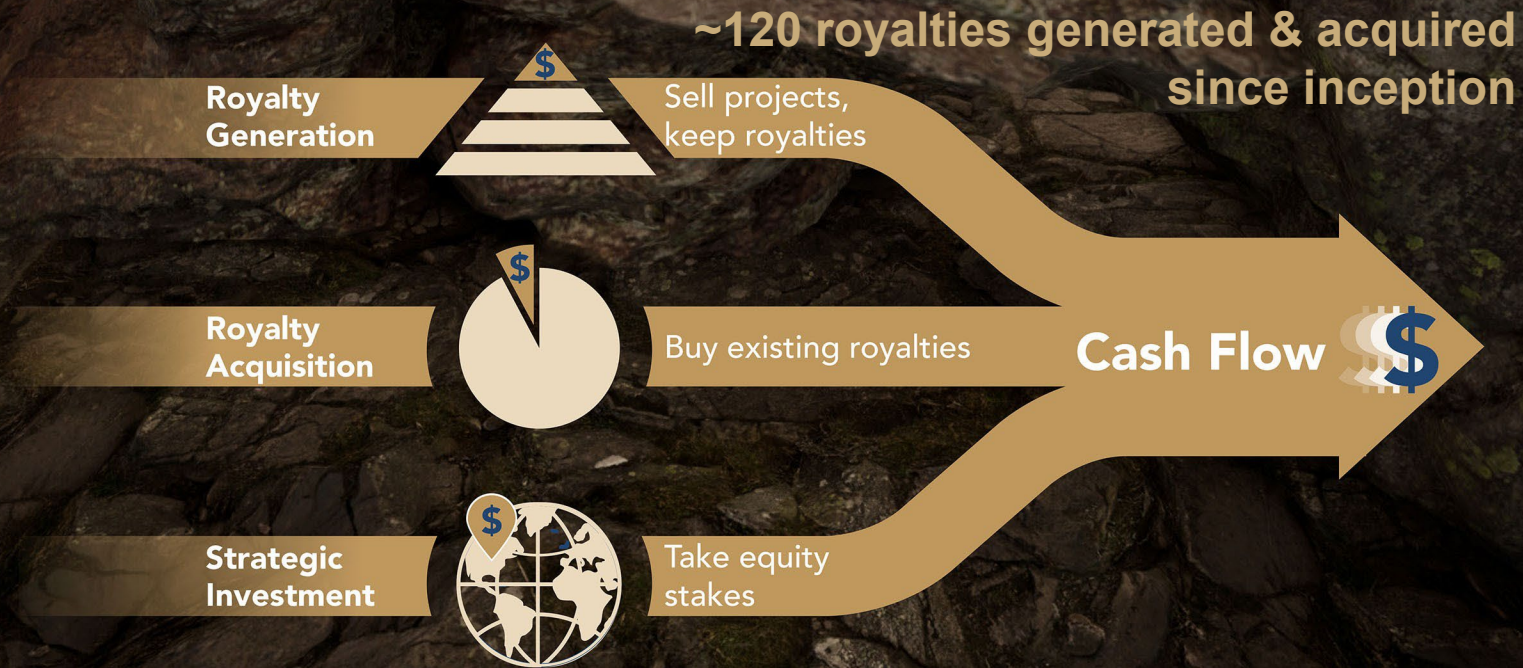 ~120 royalties generated & acquired
since inception
$
Royalty
Generation
Sell projects,
keep royalties
$
Royalty
Acquisition
Buy existing royalties
Cash Flow $
$
Strategic
Investment
Take equity
stakes